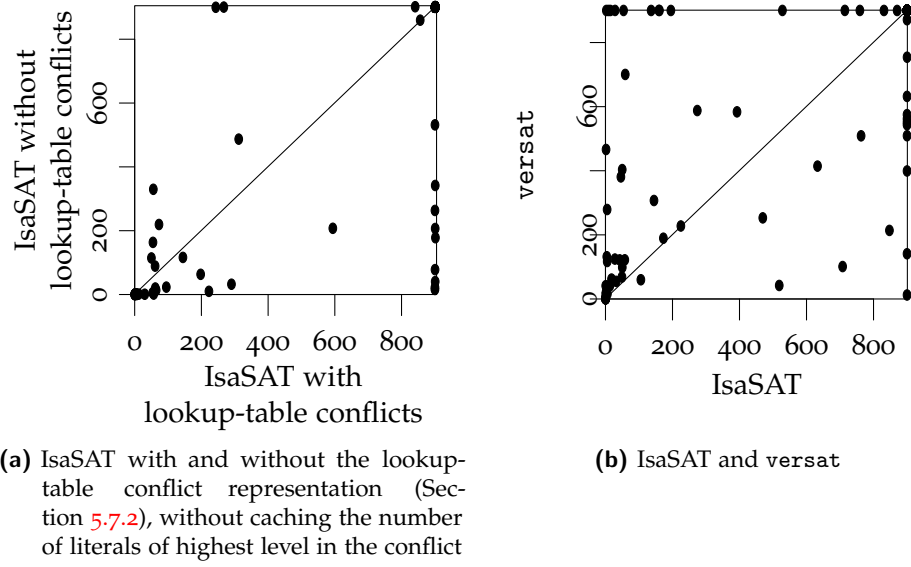 IsaSAT without
lookup-table conflicts
600
200
0
0 200 400 600 800
IsaSAT with
lookup-table conflicts
(a) IsaSAT with and without the lookup-
table conflict representation (Sec-
tion 5.7.2), without caching the number
of literals of highest level in the conflict
versat
600
200
0
0 200 400 600 800
IsaSAT
(b) IsaSAT and versat